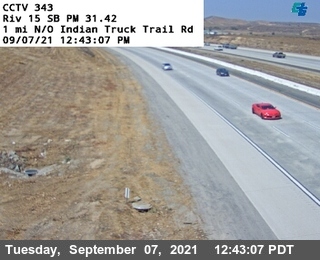 CCTV 343
Riv 15 SB PM 31.42
1 mi N/O Indian Truck Trail Rd
09/07/21 12:43:07 PM
Tuesday, September 07, 2021 12:43:07 PDT